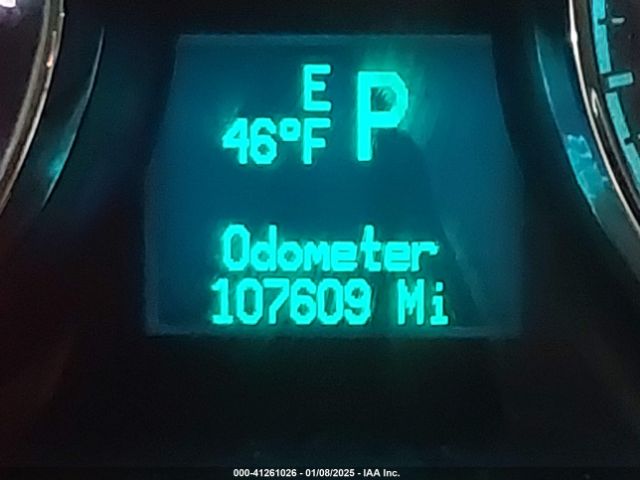 E
46°F P
Odometer
107609 Mi
000-41261026 - 01/08/2025 - IAA Inc.